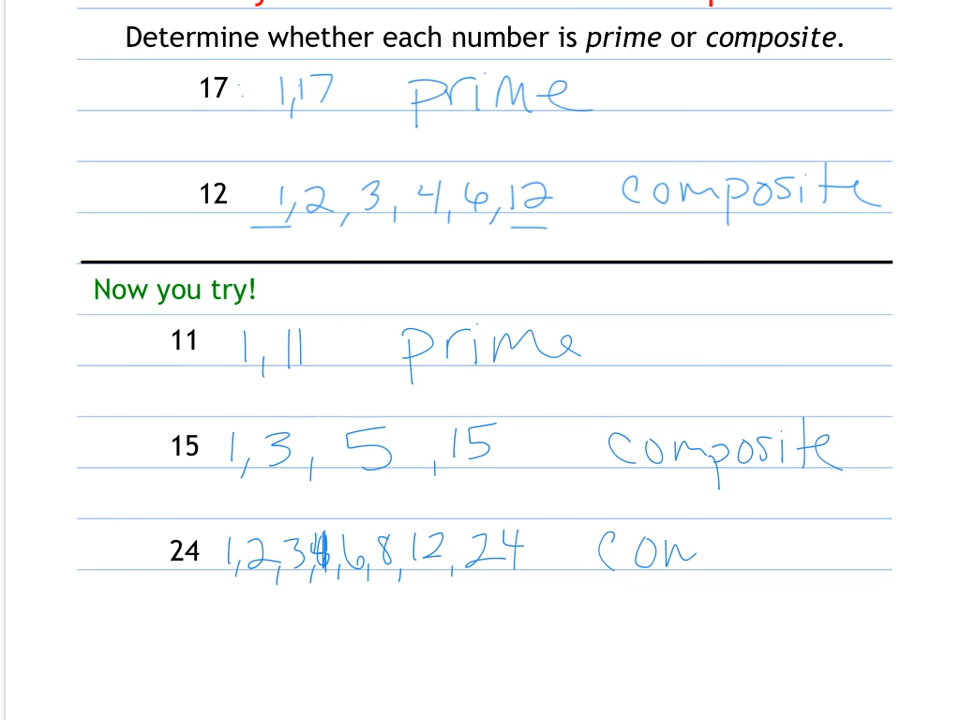 Determine whether each number is prime or composite.
17 : 1,17 prime
12 1,2,3,4,6,12 composite
Now you try!
11 1,11 prime
15 1,3,5,15 composite
24 1,2,3,4,6,8,12,24 con